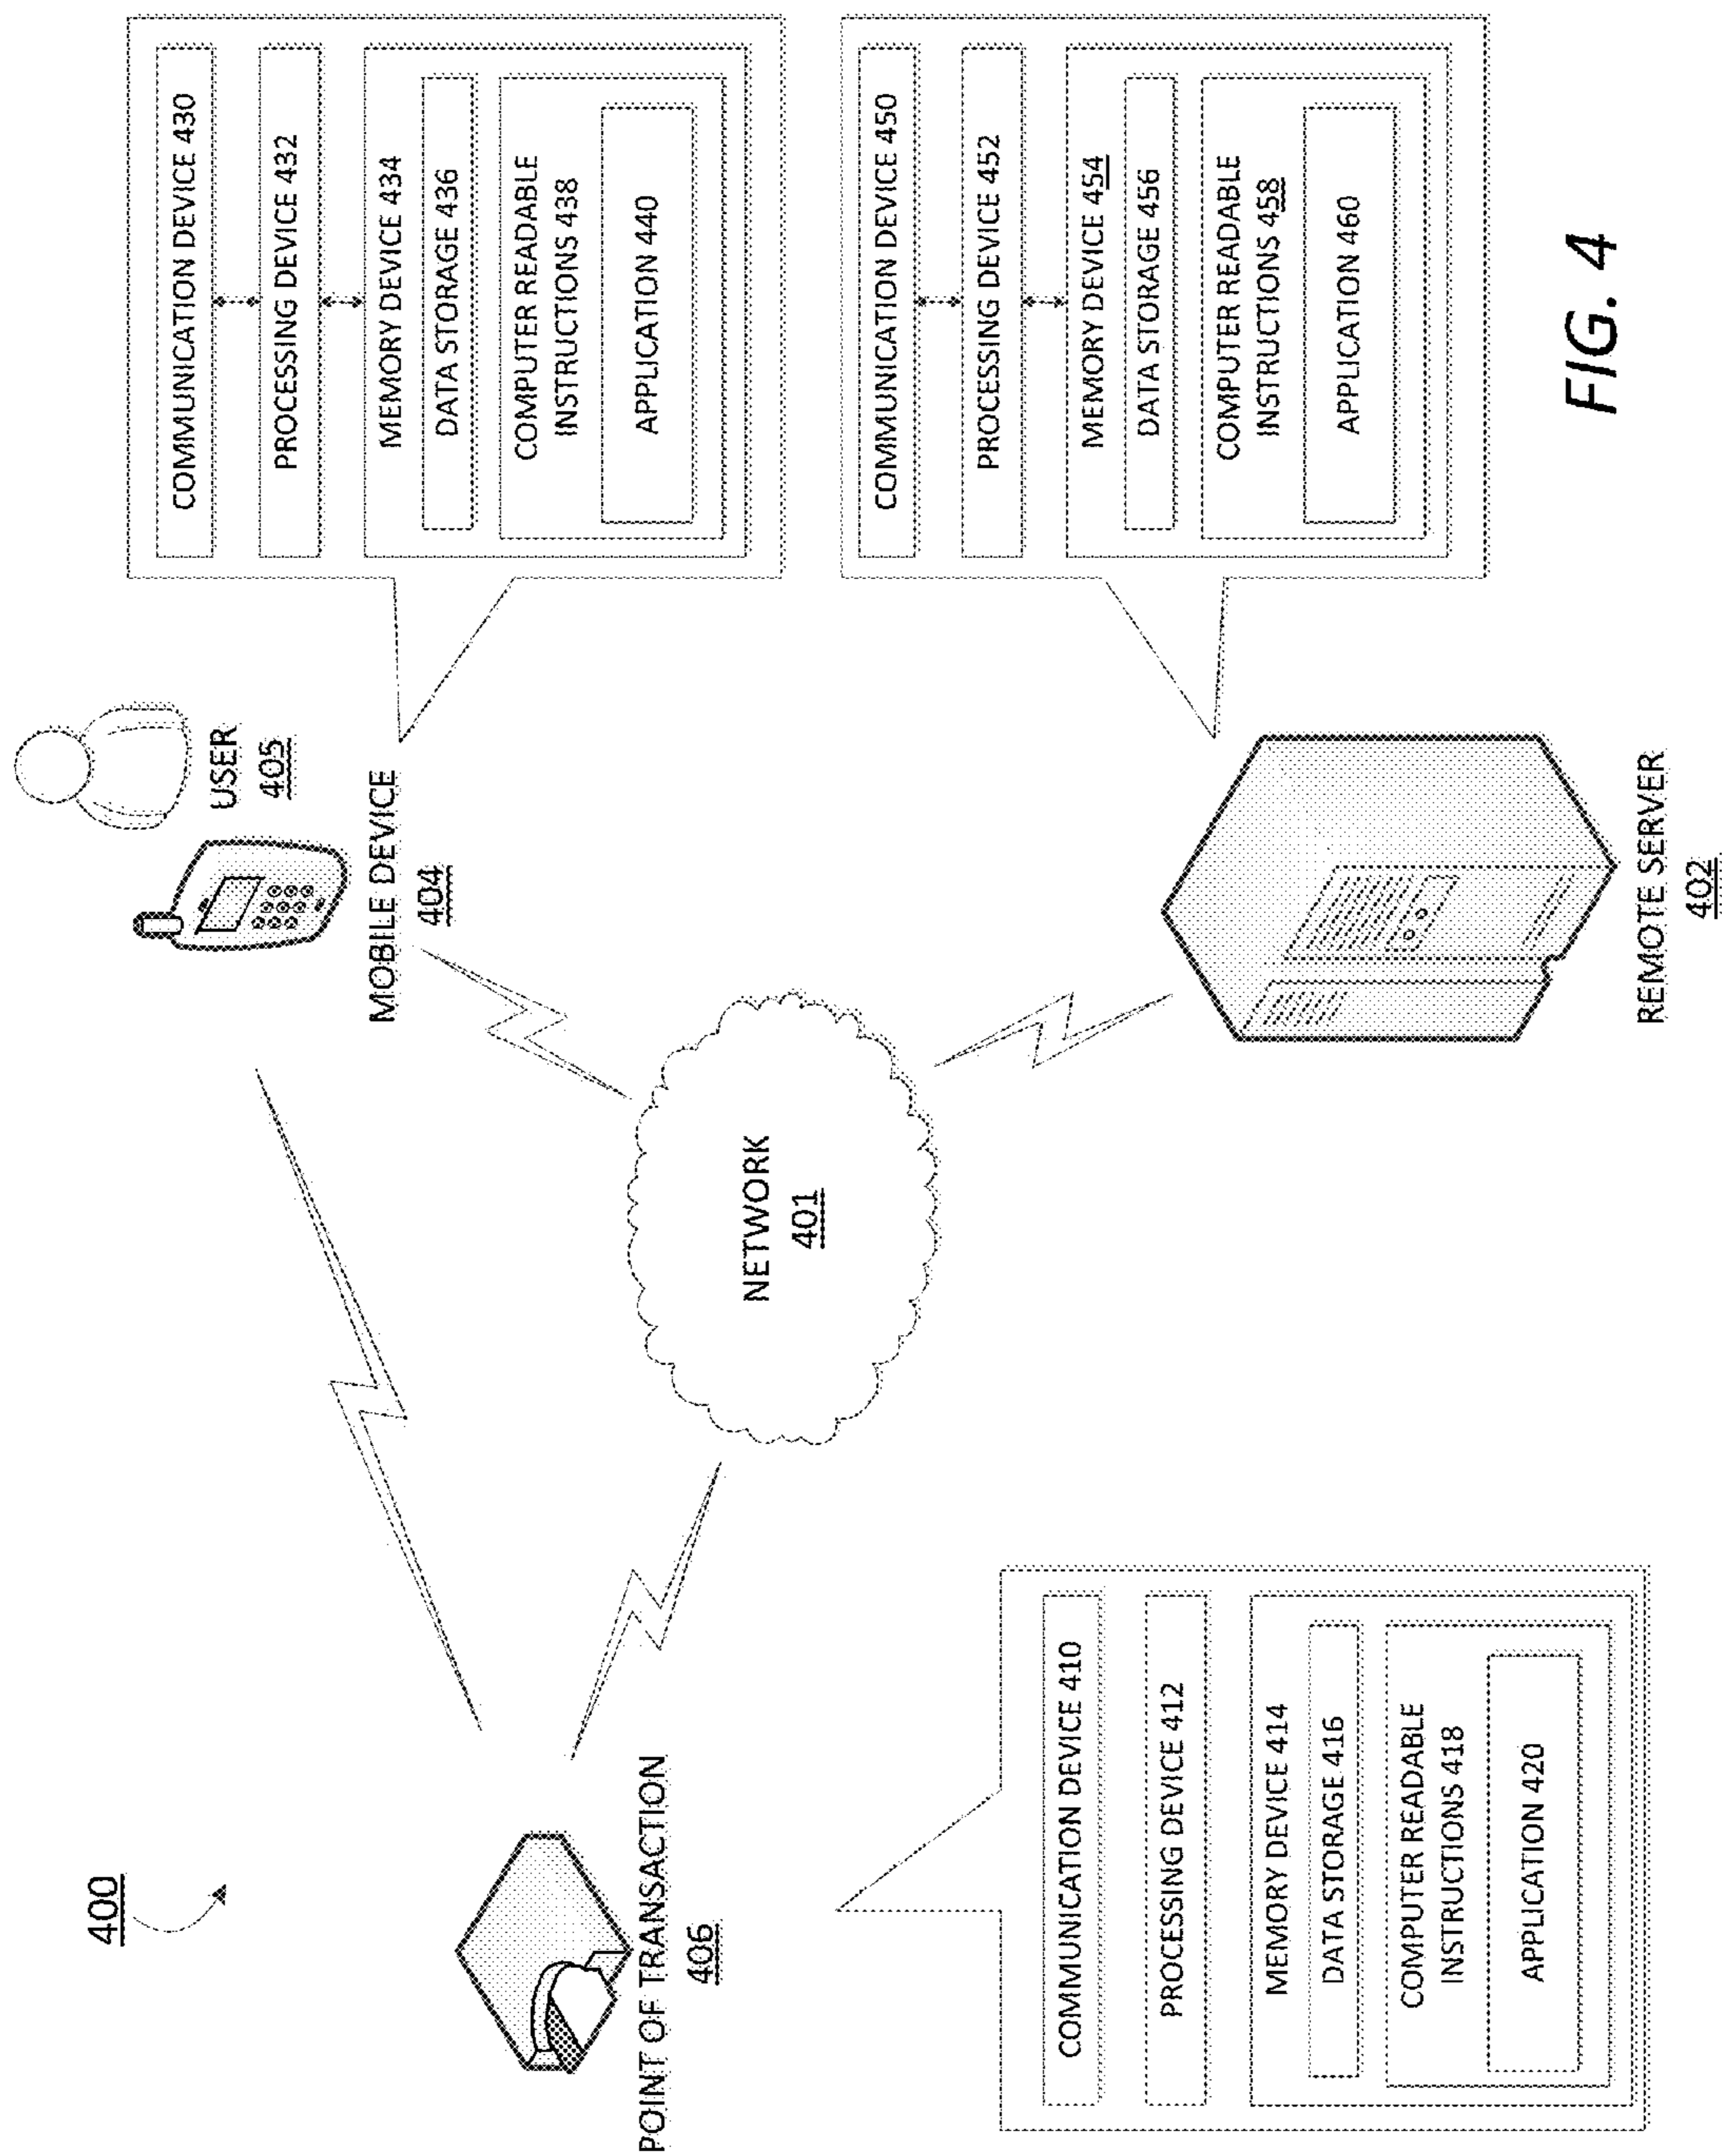 400
POINT OF TRANSACTION
406
COMMUNICATION DEVICE 410
PROCESSING DEVICE 412
MEMORY DEVICE 414
DATA STORAGE 416
COMPUTER READABLE
INSTRUCTIONS 418
APPLICATION 420
NETWORK
401
USER
405
MOBILE DEVICE
404
REMOTE SERVER
402
COMMUNICATION DEVICE 430
PROCESSING DEVICE 432
MEMORY DEVICE 434
DATA STORAGE 436
COMPUTER READABLE
INSTRUCTIONS 438
APPLICATION 440
COMMUNICATION DEVICE 450
PROCESSING DEVICE 452
MEMORY DEVICE 454
DATA STORAGE 456
COMPUTER READABLE
INSTRUCTIONS 458
APPLICATION 460
FIG. 4